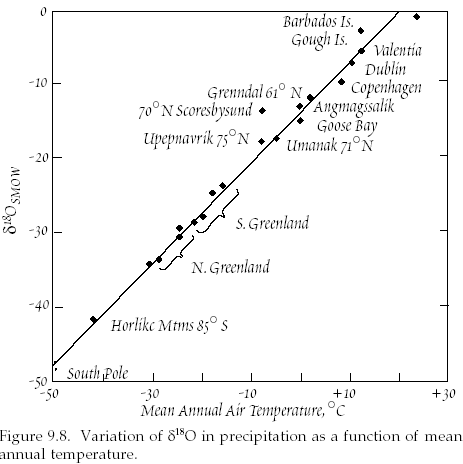 0
Barbados Is.
Gough Is.
Valentia
Dublin
-10
Copenhagen
Grenndal 61° N
70° N Scoresbysund
Angmagssalik
Goose Bay
Upepnavrik 75° N
Umanak 71° N
-20
δ18OSMOW
S. Greenland
-30
N. Greenland
-40
Horlikc Mtms 85° S
South Pole
-50
-50 -30 -10 +10 +30
Mean Annual Air Temperature, °C
Figure 9.8. Variation of δ18O in precipitation as a function of mean
annual temperature.